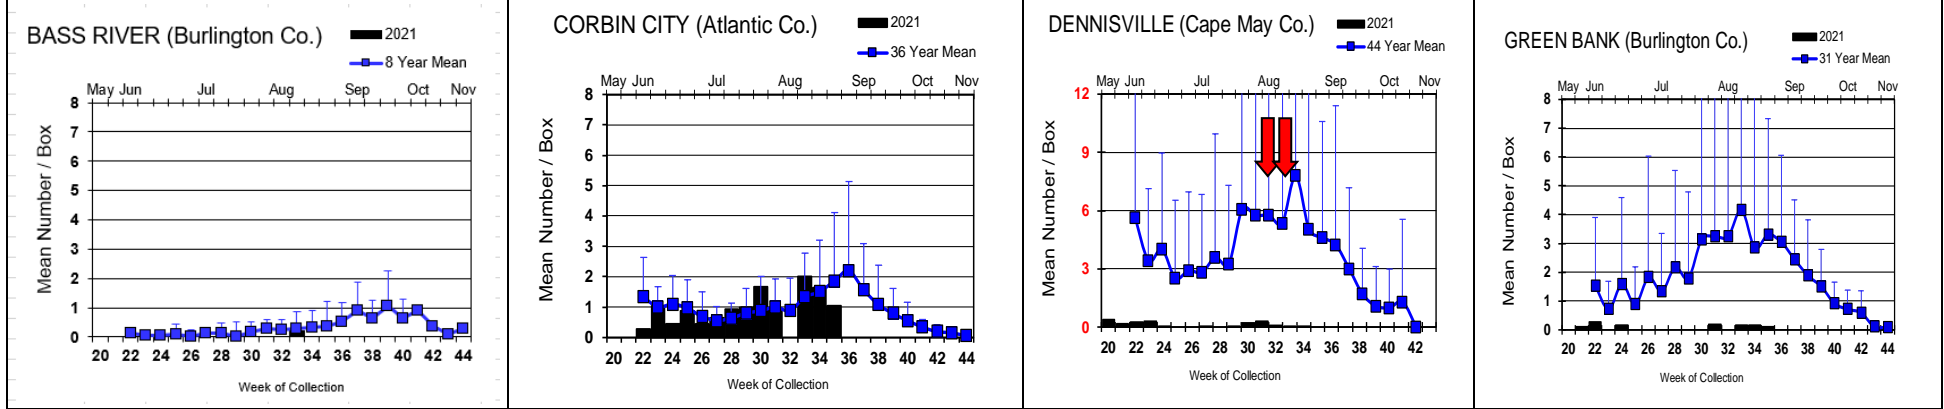 BASS RIVER (Burlington Co.)
2021
8 Year Mean
May Jun Jul Aug Sep Oct Nov
8
7
6
5
4
3
2
1
0
Mean Number / Box
20 22 24 26 28 30 32 34 36 38 40 42 44
Week of Collection
CORBIN CITY (Atlantic Co.)
2021
36 Year Mean
May Jun Jul Aug Sep Oct Nov
8
7
6
5
4
3
2
1
0
Mean Number / Box
20 22 24 26 28 30 32 34 36 38 40 42 44
Week of Collection
DENNISVILLE (Cape May Co.)
2021
44 Year Mean
May Jun Jul Aug Sep Oct Nov
12
9
6
3
0
Mean Number / Box
20 22 24 26 28 30 32 34 36 38 40 42
Week of Collection
GREEN BANK (Burlington Co.)
2021
31 Year Mean
May Jun Jul Aug Sep Oct Nov
8
7
6
5
4
3
2
1
0
Mean Number / Box
20 22 24 26 28 30 32 34 36 38 40 42 44
Week of Collection